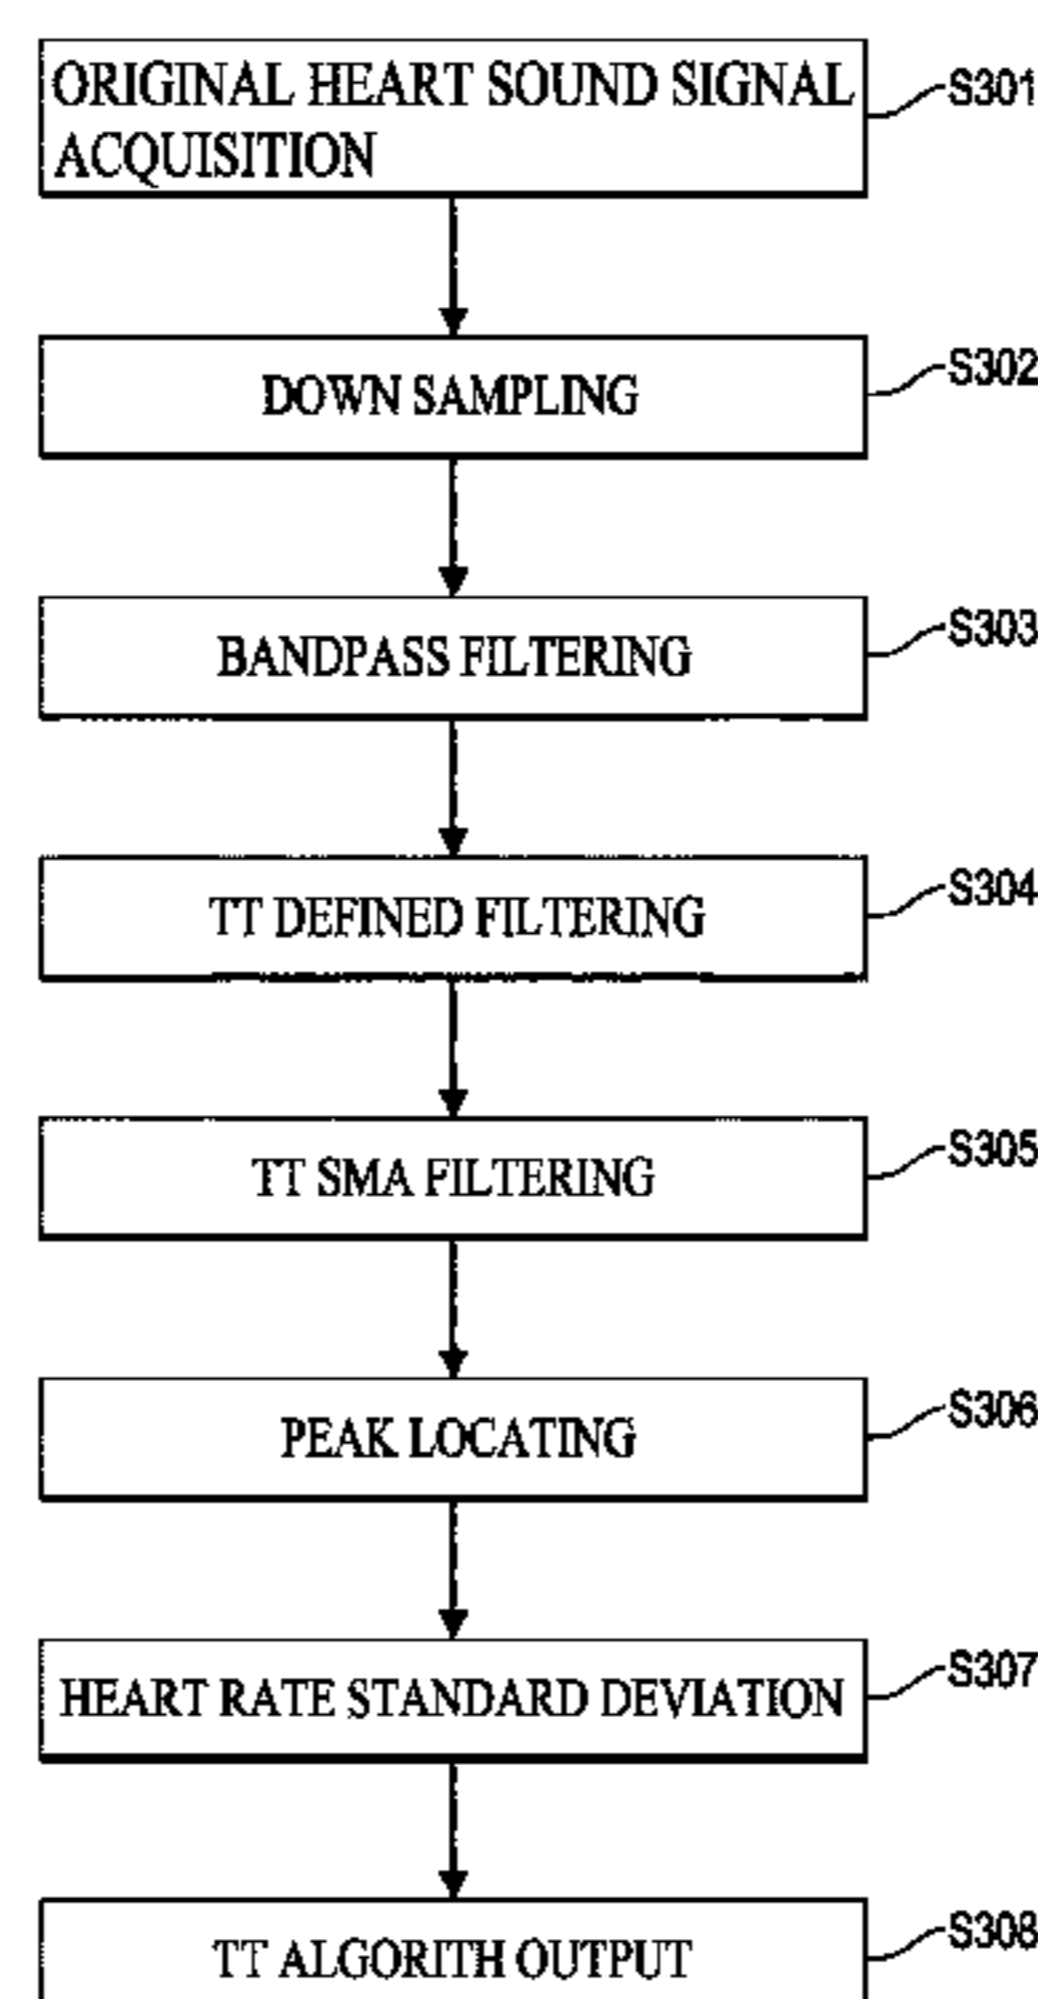 ORIGINAL HEART SOUND SIGNAL
ACQUISITION
S301
DOWN SAMPLING
S302
BANDPASS FILTERING
S303
TT DEFINED FILTERING
S304
TT SMA FILTERING
S305
PEAK LOCATING
S306
HEART RATE STANDARD DEVIATION
S307
TT ALGORITH OUTPUT
S308